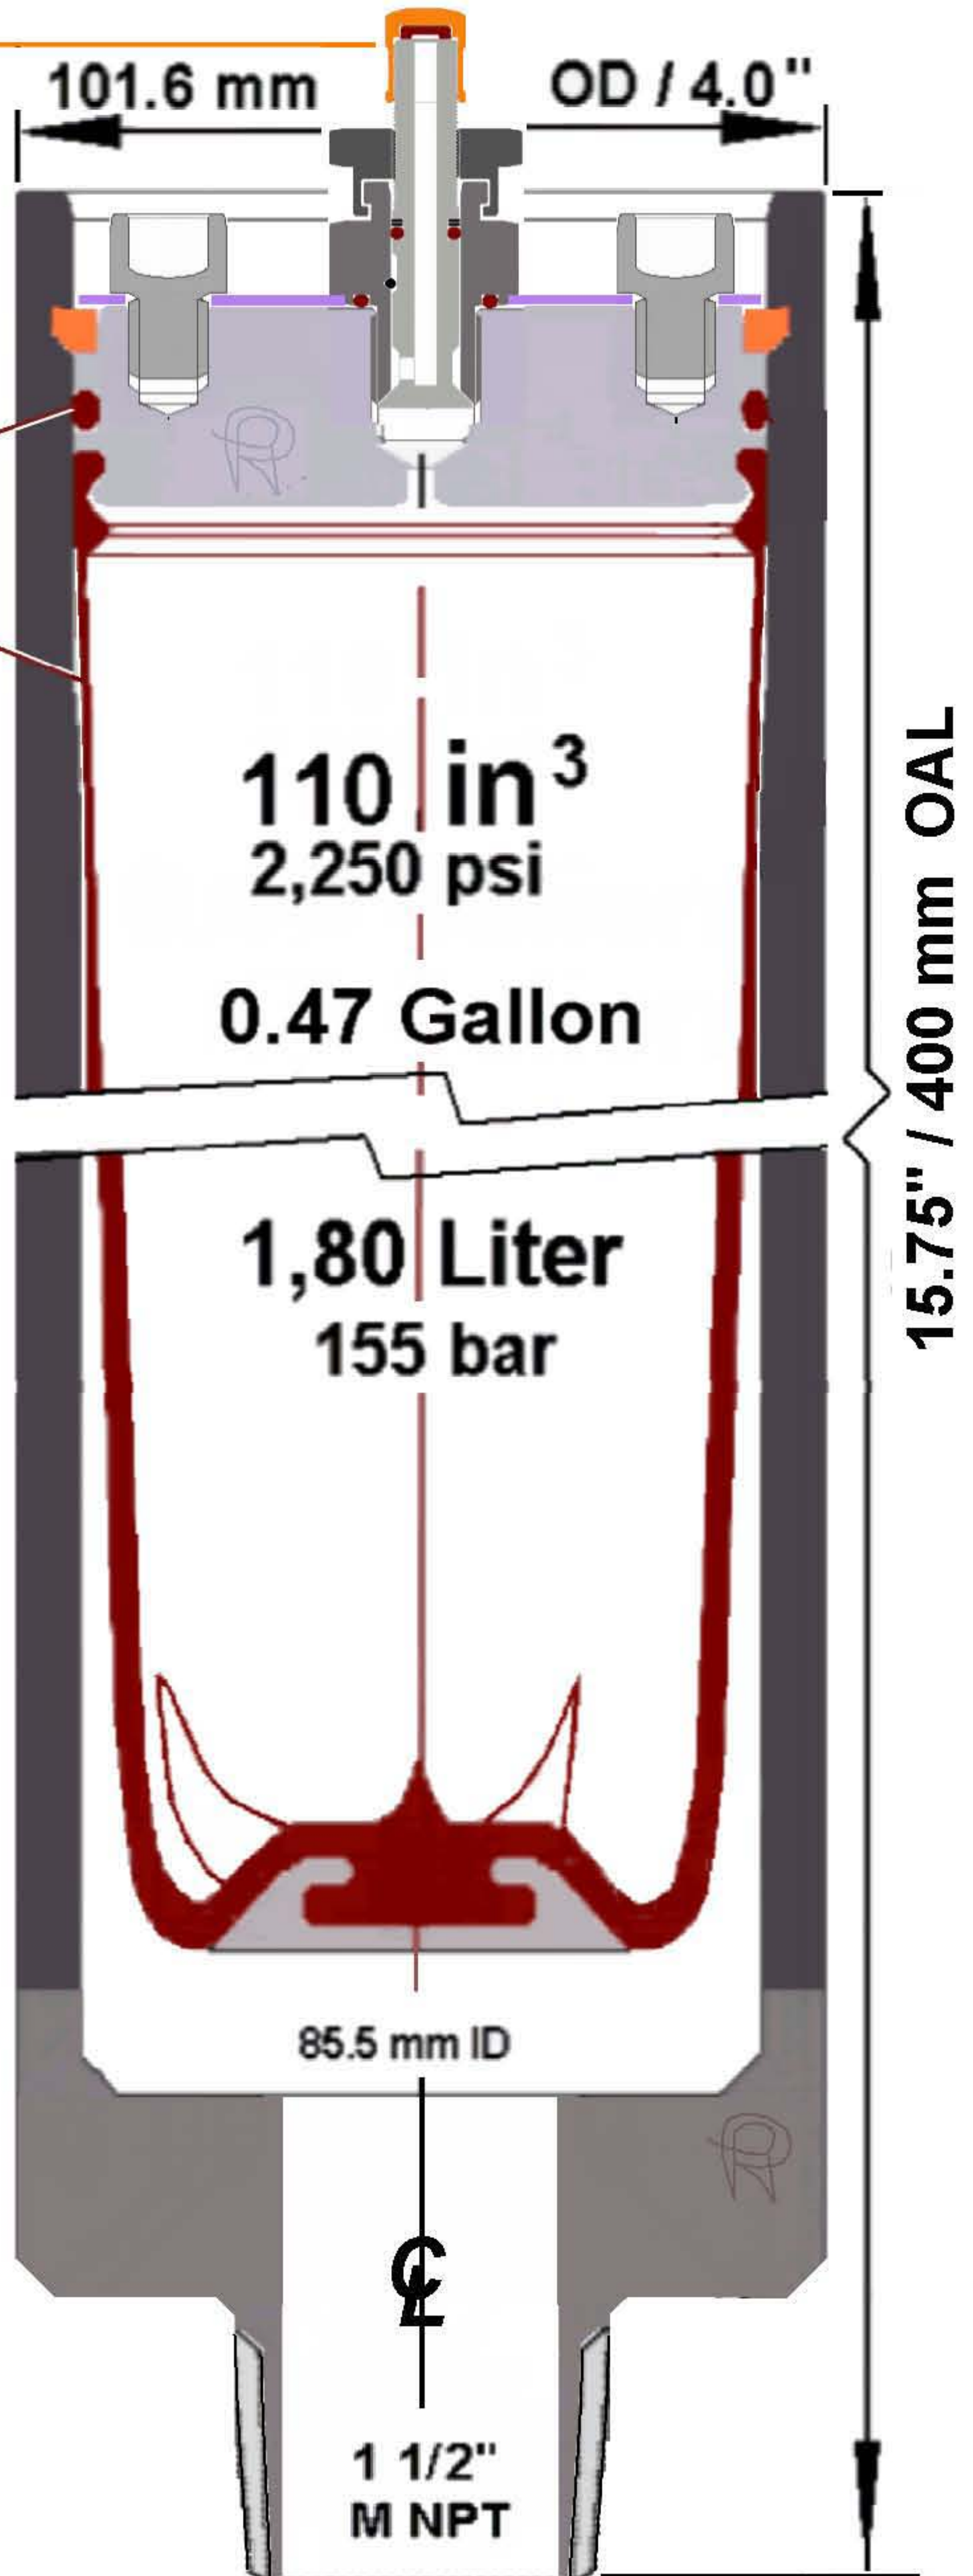 101.6 mm
OD / 4.0"
110 in³
2,250 psi
0.47 Gallon
15.75" / 400 mm OAL
1,80 Liter
155 bar
85.5 mm ID
℄
1 1/2"
M NPT